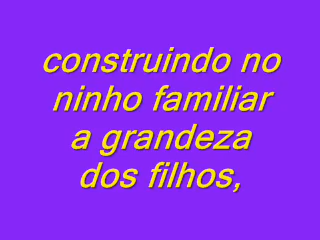 construindo no
ninho familiar
a grandeza
dos filhos,